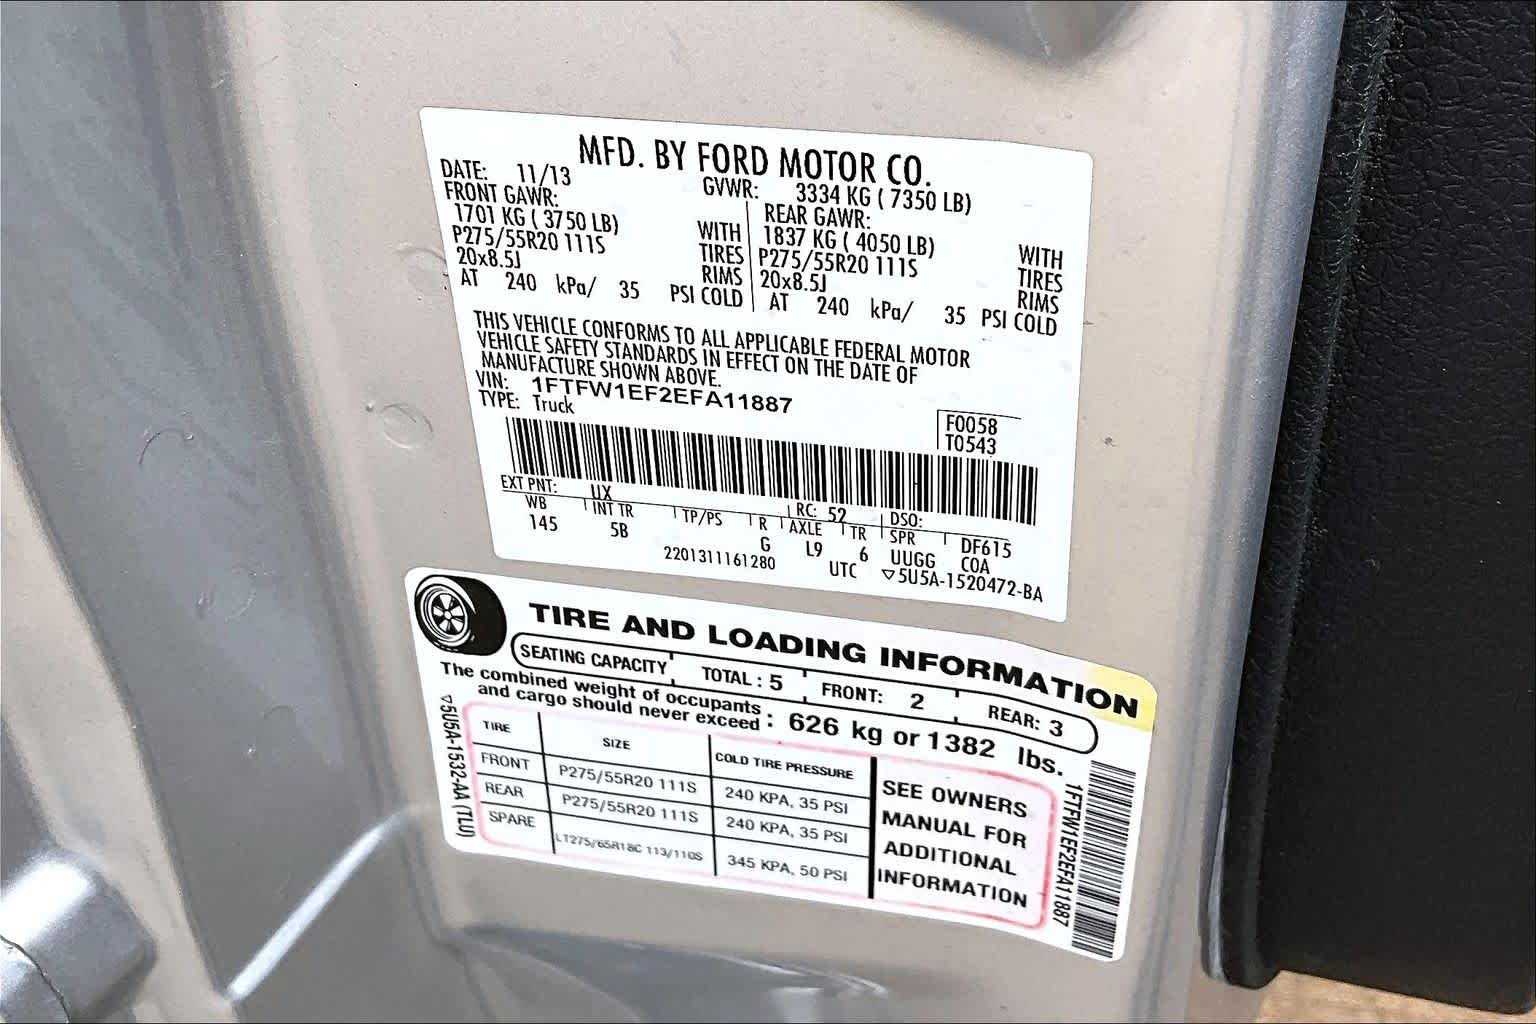 MFD. BY FORD MOTOR CO.
DATE: 11/13 GVWR: 3334 KG ( 7350 LB)
FRONT GAWR: REAR GAWR:
1701 KG ( 3750 LB) WITH 1837 KG ( 4050 LB) WITH
P275/55R20 111S TIRES P275/55R20 111S TIRES
20x8.5J RIMS 20x8.5J RIMS
AT 240 kPa/ 35 PSI COLD AT 240 kPa/ 35 PSI COLD
THIS VEHICLE CONFORMS TO ALL APPLICABLE FEDERAL MOTOR
VEHICLE SAFETY STANDARDS IN EFFECT ON THE DATE OF
MANUFACTURE SHOWN ABOVE.
VIN: 1FTFW1EF2EFA11887
TYPE: Truck
F0058
T0543
EXT PNT: UX RC: 52 DSO:
WB INT TR TP/PS R AXLE TR SPR DF615
145 5B G L9 6 UUGG COA
2201311161280 UTC ▽5U5A-1520472-BA
TIRE AND LOADING INFORMATION
SEATING CAPACITY TOTAL : 5 FRONT: 2 REAR: 3
The combined weight of occupants
and cargo should never exceed : 626 kg or 1382 lbs.
TIRE SIZE COLD TIRE PRESSURE
FRONT P275/55R20 111S 240 KPA, 35 PSI
REAR P275/55R20 111S 240 KPA, 35 PSI
SPARE LT275/65R18C 113/110S 345 KPA, 50 PSI
SEE OWNERS
MANUAL FOR
ADDITIONAL
INFORMATION
▽5U5A-1532-AA (TLU)
1FTFW1EF2EFA11887